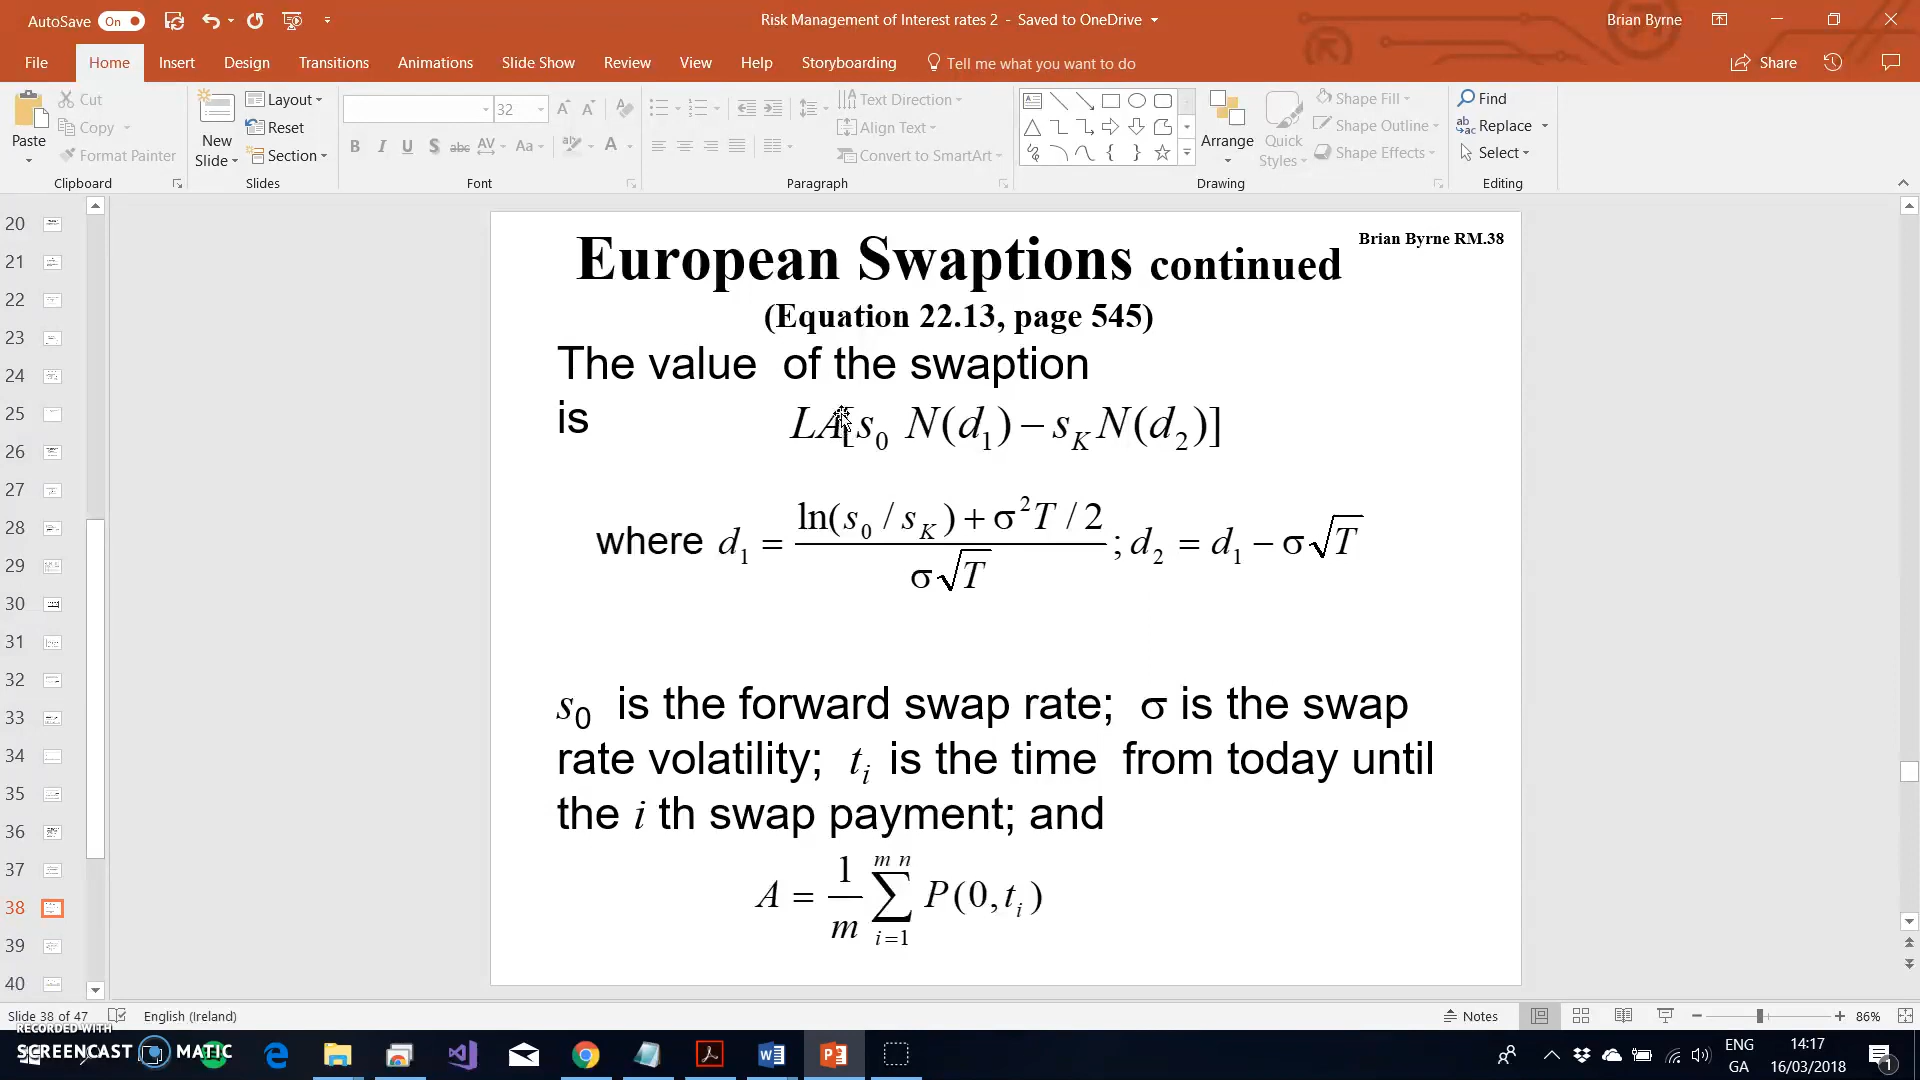 AutoSave On
Risk Management of Interest rates 2 - Saved to OneDrive
Brian Byrne
File Home Insert Design Transitions Animations Slide Show Review View Help Storyboarding Tell me what you want to do
Share
Paste
Cut
Copy
Format Painter
Clipboard
New Slide
Layout
Reset
Section
Slides
32
B I U S abc AV Aa A
Font
Text Direction
Align Text
Convert to SmartArt
Paragraph
Arrange
Quick Styles
Shape Fill
Shape Outline
Shape Effects
Drawing
Find
Replace
Select
Editing
20
21
22
23
24
25
26
27
28
29
30
31
32
33
34
35
36
37
38
39
40
Brian Byrne RM.38
European Swaptions continued
(Equation 22.13, page 545)
The value of the swaption
is LA[s₀ N(d₁) − s_K N(d₂)]
where d₁ = (ln(s₀ / s_K) + σ²T / 2) / (σ√T) ; d₂ = d₁ − σ√T
s₀ is the forward swap rate; σ is the swap
rate volatility; tᵢ is the time from today until
the i th swap payment; and
A = 1/m ∑_{i=1}^{m n} P(0, tᵢ)
Slide 38 of 47 English (Ireland)
Notes
86%
RECORDED WITH
SCREENCAST MATIC
ENG
GA
14:17
16/03/2018
1